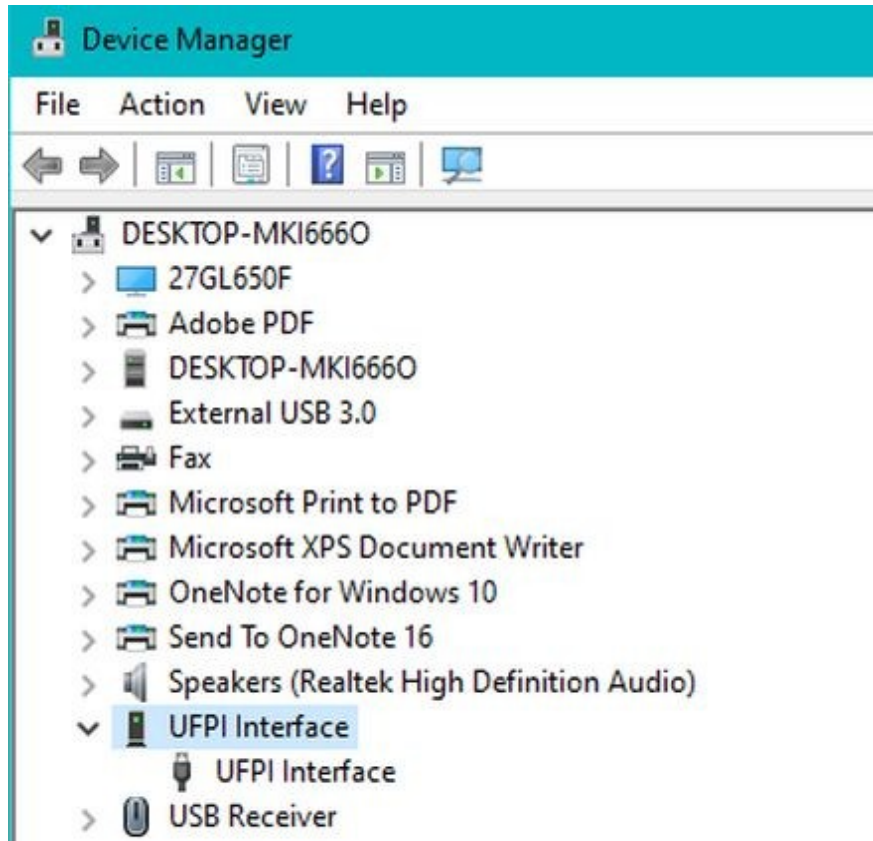 Device Manager
File Action View Help
DESKTOP-MKI666O
27GL650F
Adobe PDF
DESKTOP-MKI666O
External USB 3.0
Fax
Microsoft Print to PDF
Microsoft XPS Document Writer
OneNote for Windows 10
Send To OneNote 16
Speakers (Realtek High Definition Audio)
UFPI Interface
UFPI Interface
USB Receiver